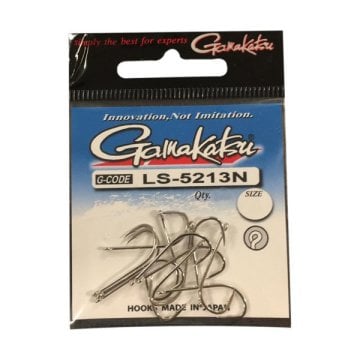 simply the best for experts
Gamakatsu
Innovation, Not Imitation.
Gamakatsu®
G-CODE LS-5213N
Qty. SIZE
HOOKS MADE IN JAPAN